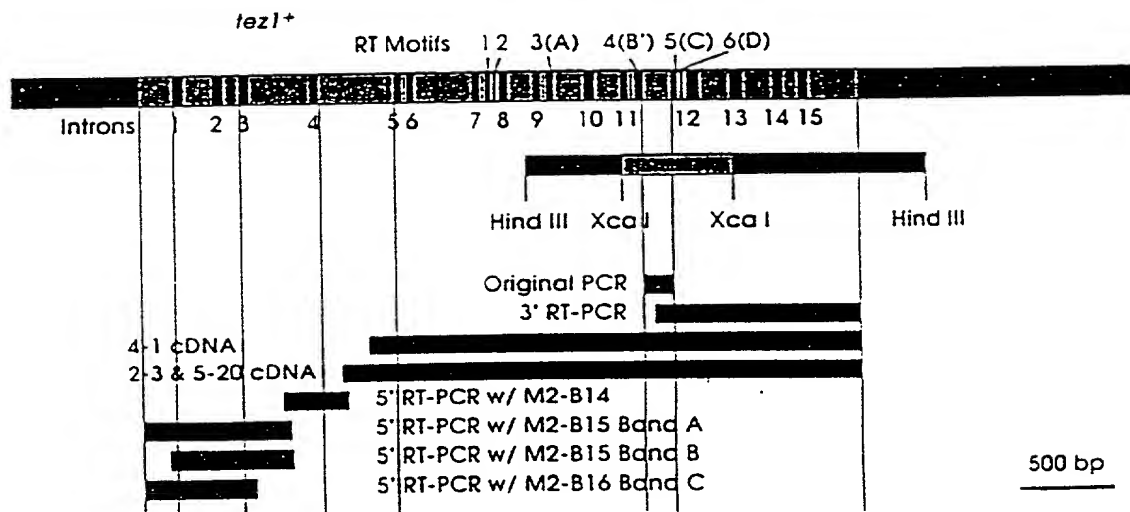 tez1+
RT Motifs 1 2 3(A) 4(B') 5(C) 6(D)
Introns 1 2 3 4 5 6 7 8 9 10 11 12 13 14 15
Hind III Xca I Xca I Hind III
Original PCR
3' RT-PCR
4-1 cDNA
2-3 & 5-20 cDNA
5' RT-PCR w/ M2-B14
5' RT-PCR w/ M2-B15 Band A
5' RT-PCR w/ M2-B15 Band B
5' RT-PCR w/ M2-B16 Band C
500 bp